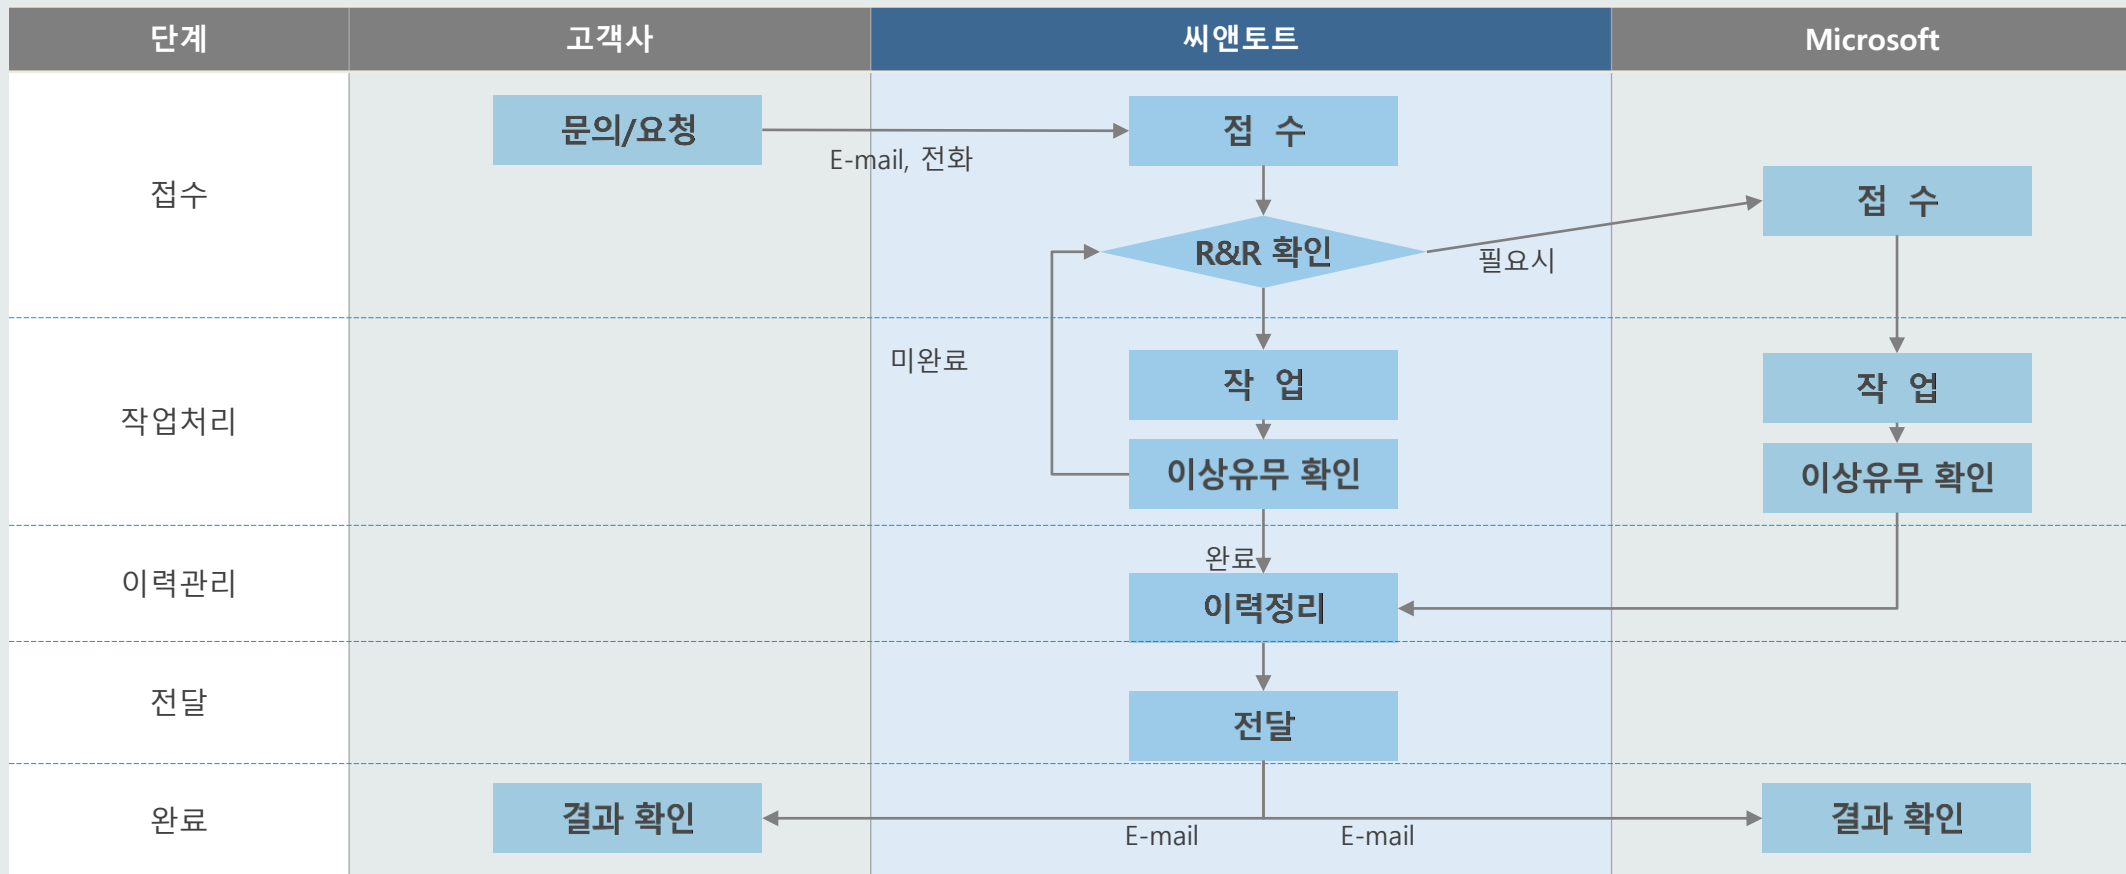 단계
고객사
씨앤토트
Microsoft
접수
문의/요청
E-mail, 전화
접 수
R&R 확인
필요시
접 수
작업처리
미완료
작 업
이상유무 확인
작 업
이상유무 확인
이력관리
완료
이력정리
전달
전달
완료
결과 확인
E-mail
E-mail
결과 확인